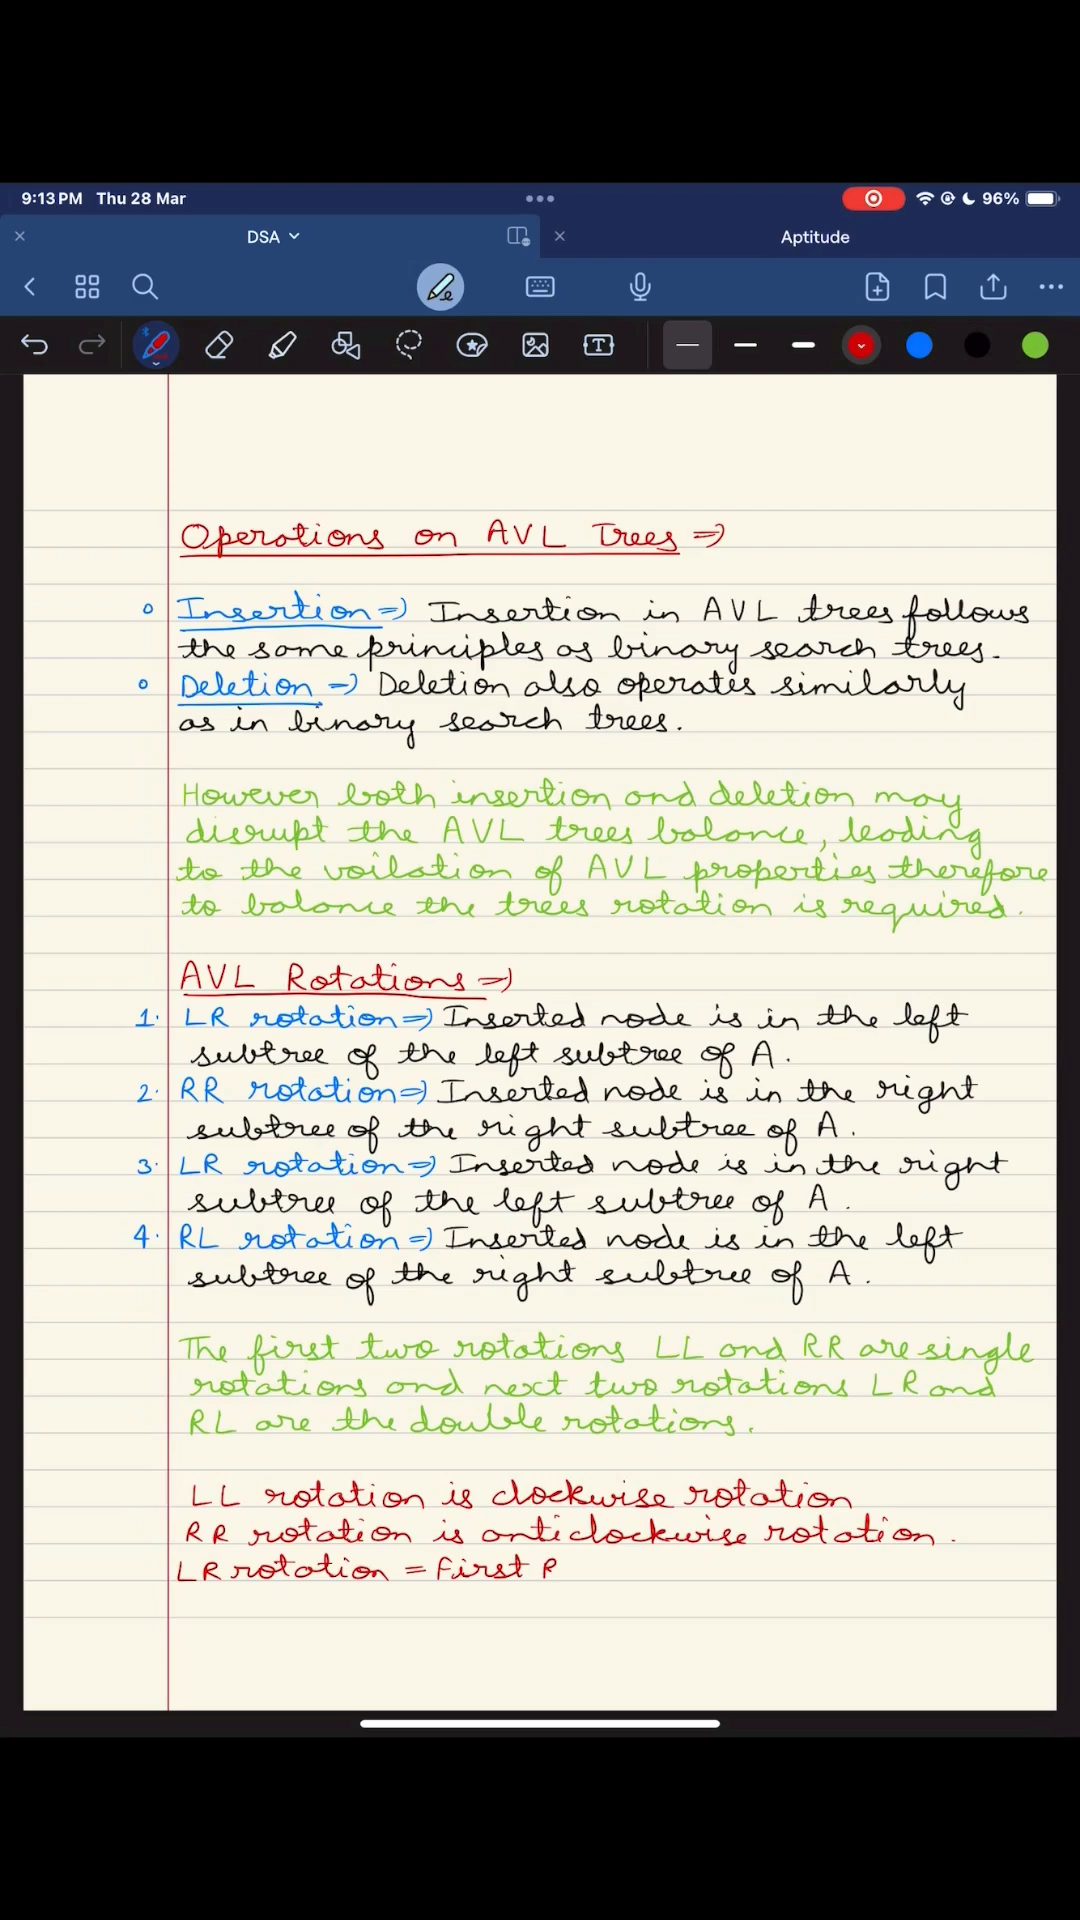 9:13 PM Thu 28 Mar
96%
DSA
Aptitude
Operations on AVL Trees ⇒
Insertion ⇒ Insertion in AVL trees follows
the same principles as binary search trees.
Deletion ⇒ Deletion also operates similarly
as in binary search trees.
However both insertion and deletion may
disrupt the AVL trees balance, leading
to the voilation of AVL properties therefore
to balance the trees rotation is required.
AVL Rotations ⇒
1. LR rotation ⇒ Inserted node is in the left
subtree of the left subtree of A.
2. RR rotation ⇒ Inserted node is in the right
subtree of the right subtree of A.
3. LR rotation ⇒ Inserted node is in the right
subtree of the left subtree of A.
4. RL rotation ⇒ Inserted node is in the left
subtree of the right subtree of A.
The first two rotations LL and RR are single
rotations and next two rotations LR and
RL are the double rotations.
LL rotation is clockwise rotation
RR rotation is anticlockwise rotation.
LR rotation = First R